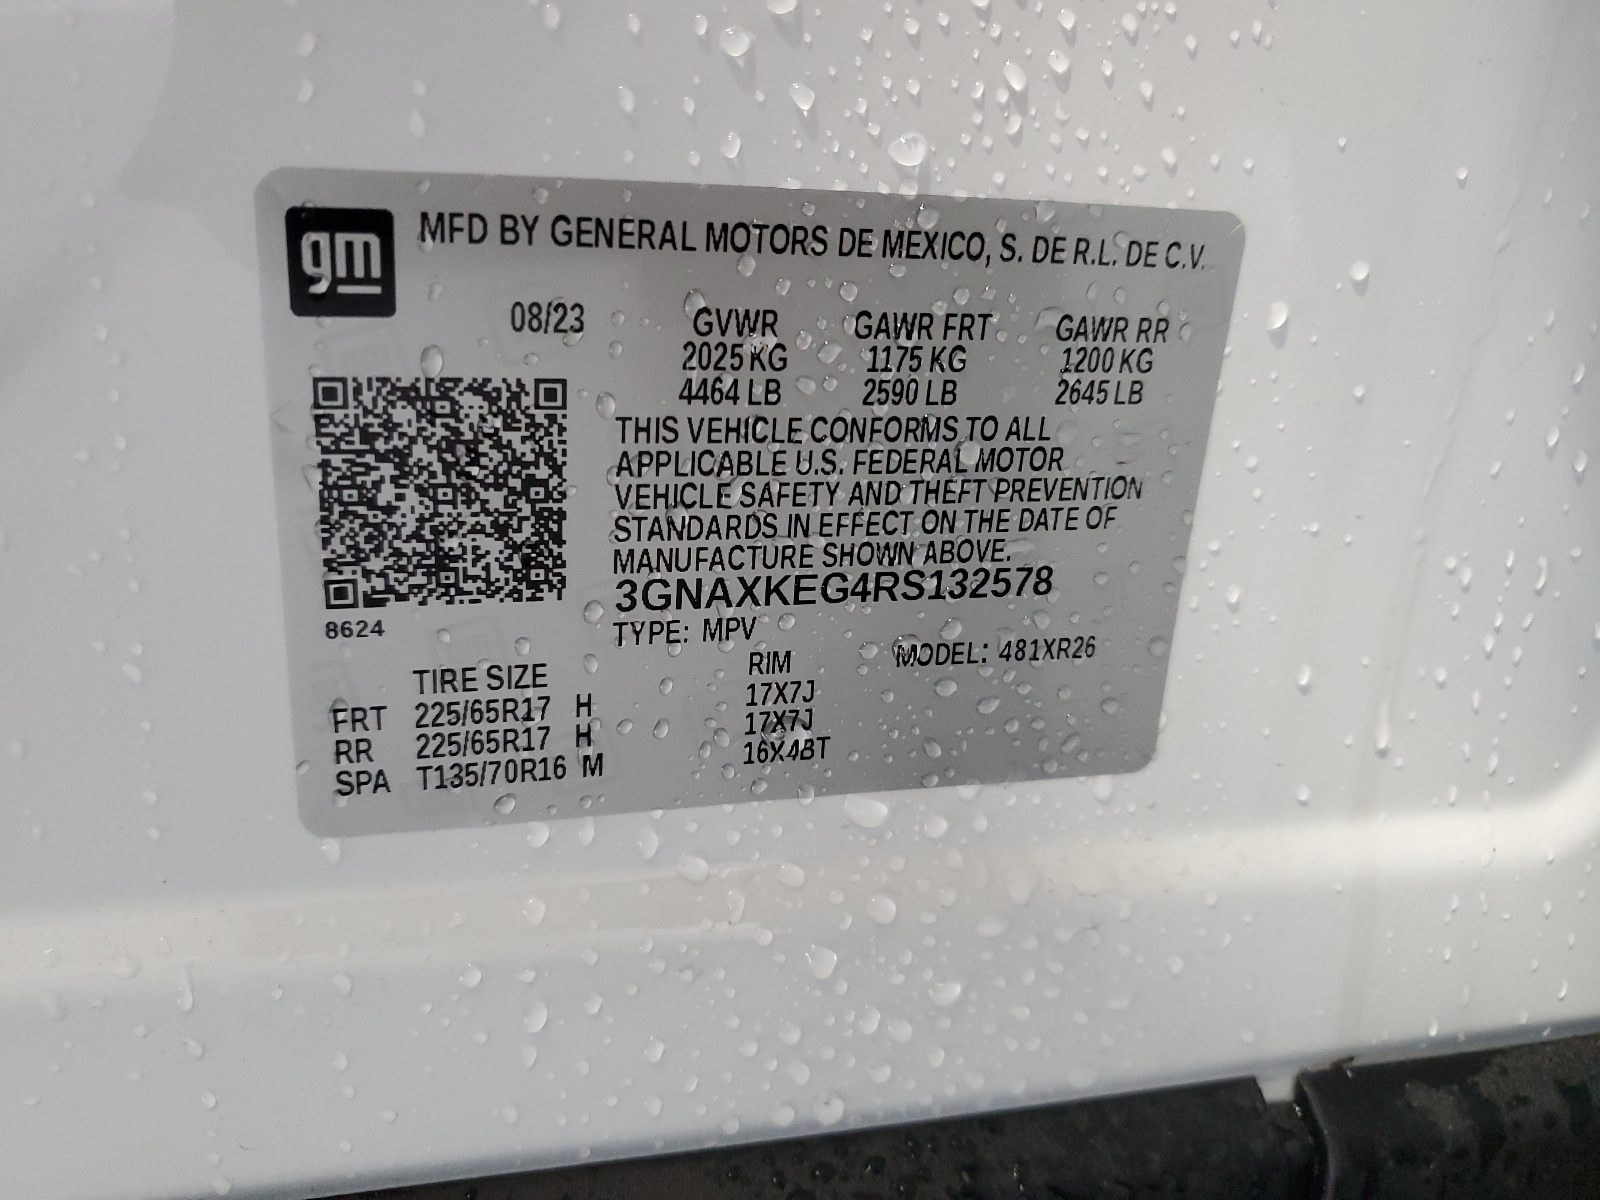 gm MFD BY GENERAL MOTORS DE MEXICO, S. DE R.L. DE C.V.
08/23 GVWR GAWR FRT GAWR RR
2025 KG 1175 KG 1200 KG
4464 LB 2590 LB 2645 LB
THIS VEHICLE CONFORMS TO ALL
APPLICABLE U.S. FEDERAL MOTOR
VEHICLE SAFETY AND THEFT PREVENTION
STANDARDS IN EFFECT ON THE DATE OF
MANUFACTURE SHOWN ABOVE.
3GNAXKEG4RS132578
8624
TYPE: MPV MODEL: 481XR26
TIRE SIZE RIM
FRT 225/65R17 H 17X7J
RR 225/65R17 H 17X7J
SPA T135/70R16 M 16X4BT